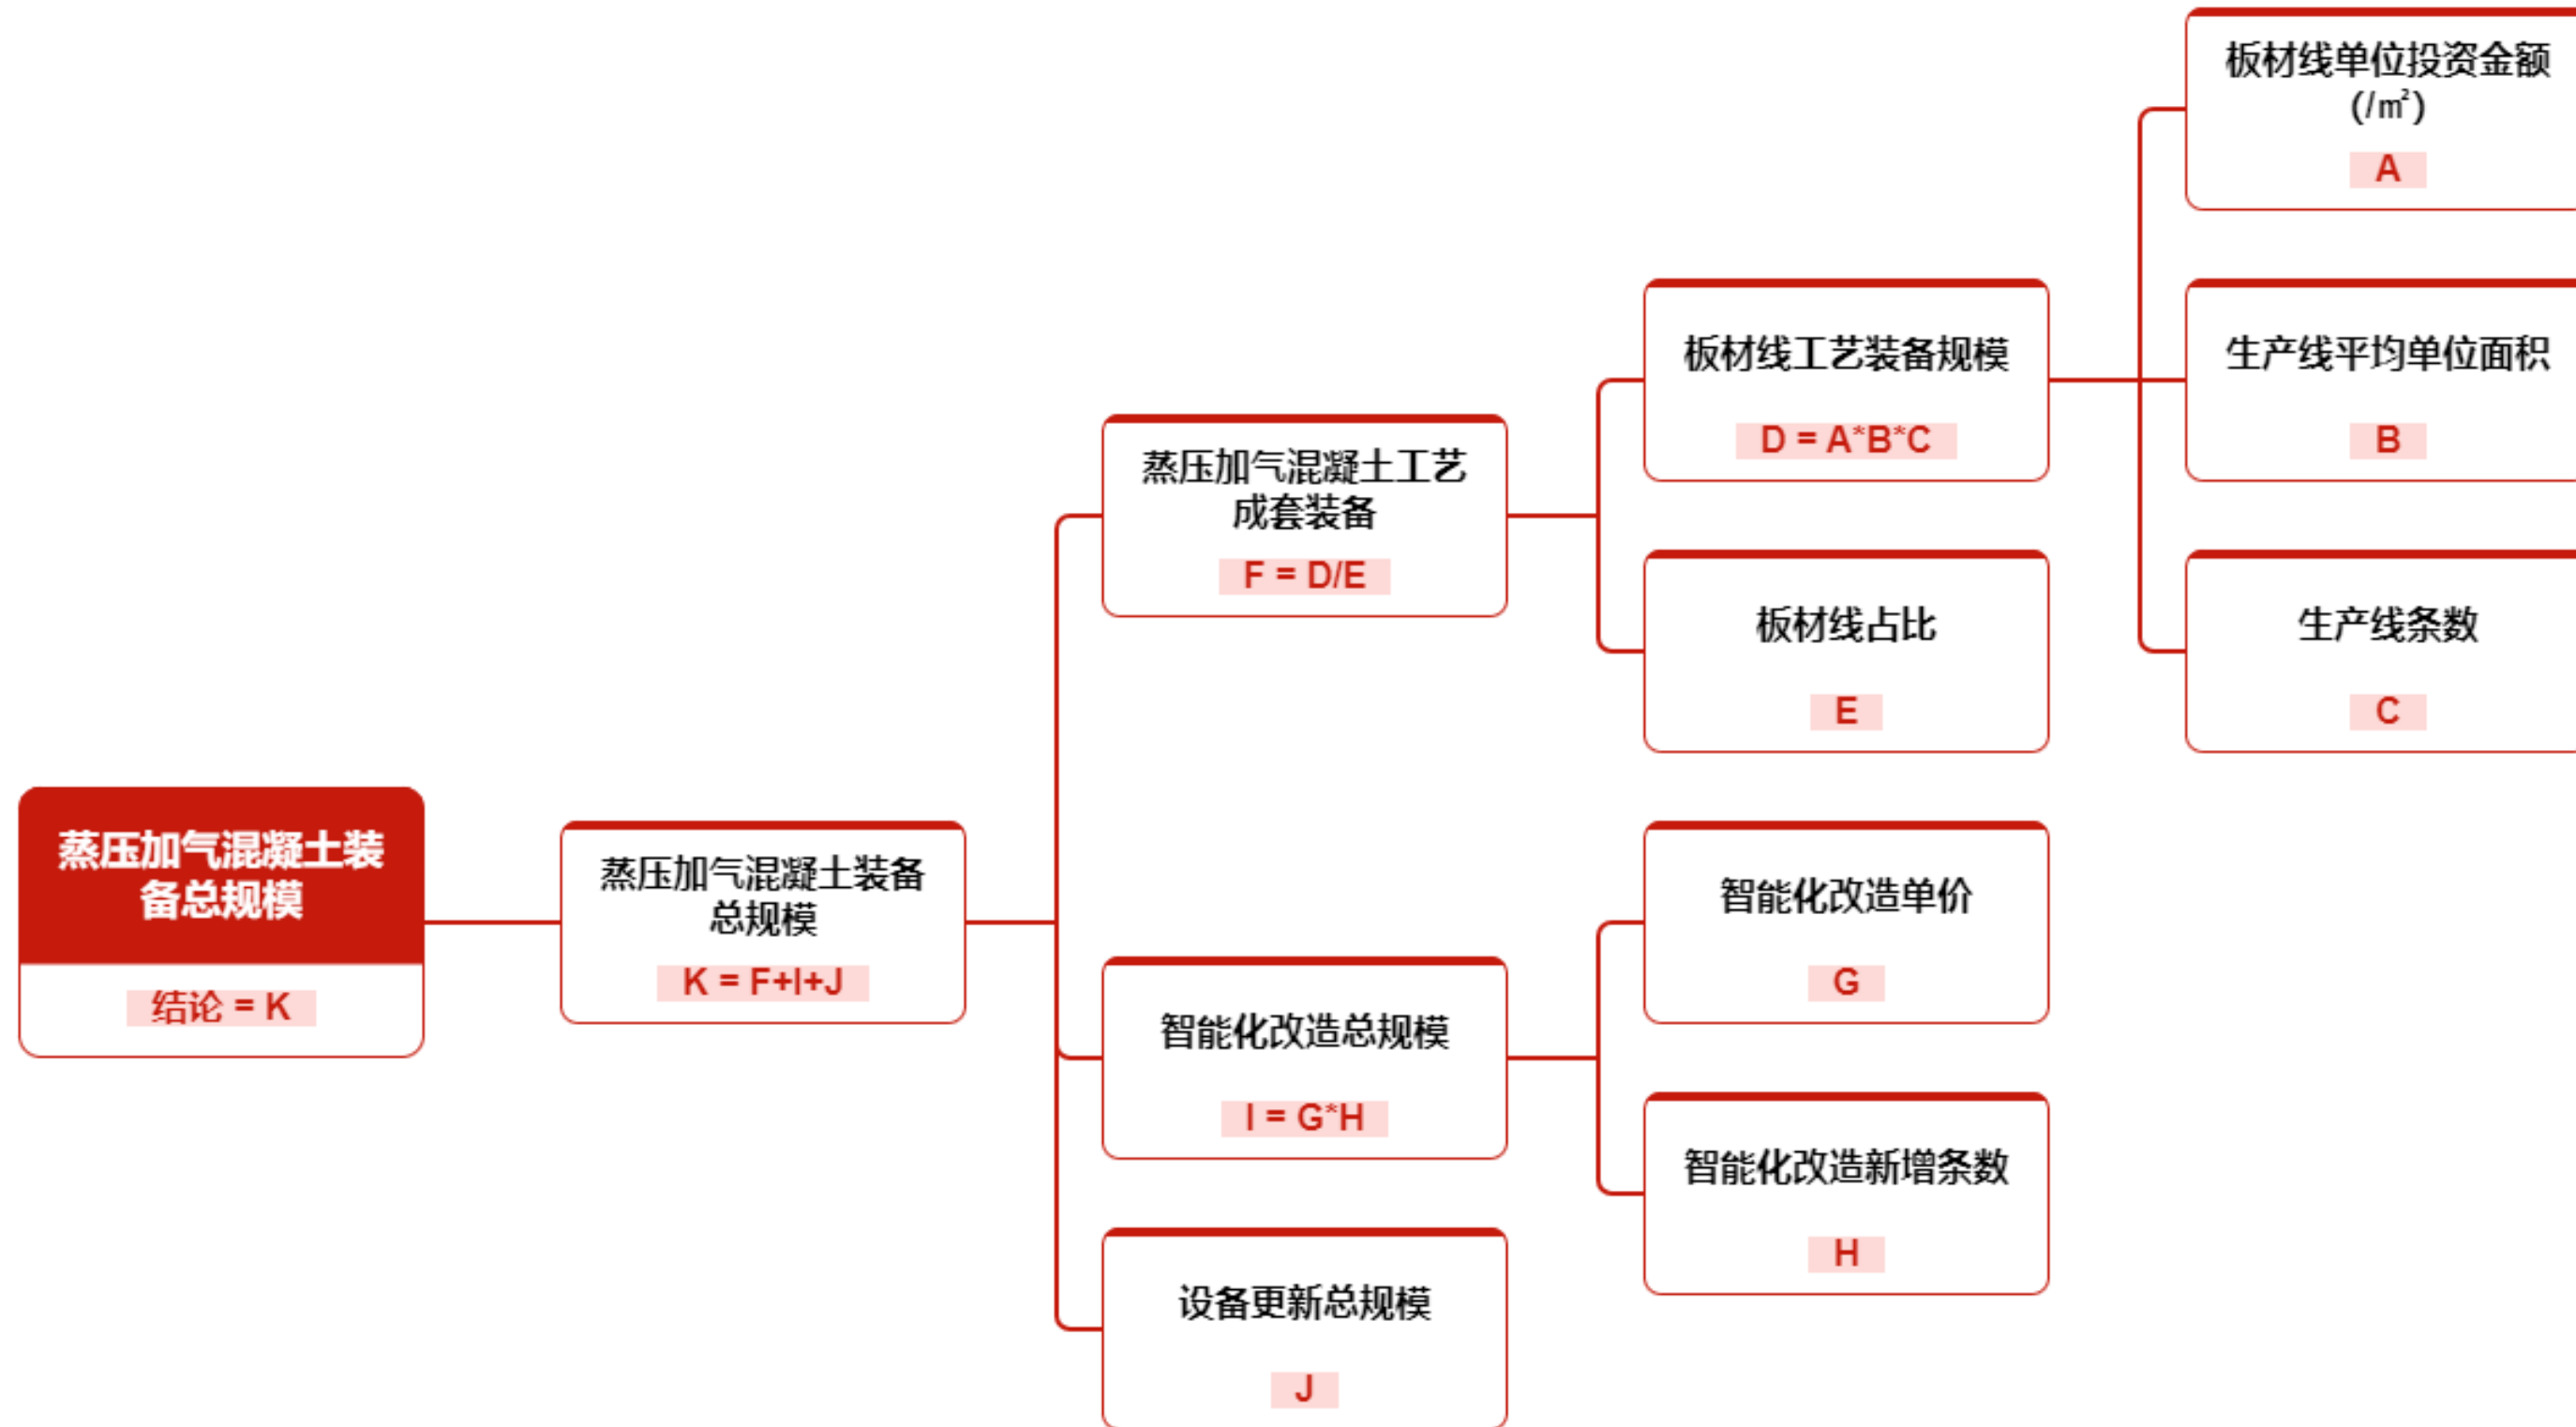 蒸压加气混凝土装
备总规模
结论 = K
蒸压加气混凝土装备
总规模
K = F+I+J
蒸压加气混凝土工艺
成套装备
F = D/E
板材线工艺装备规模
D = A*B*C
板材线单位投资金额
(/㎡)
A
生产线平均单位面积
B
生产线条数
C
板材线占比
E
智能化改造总规模
I = G*H
智能化改造单价
G
智能化改造新增条数
H
设备更新总规模
J